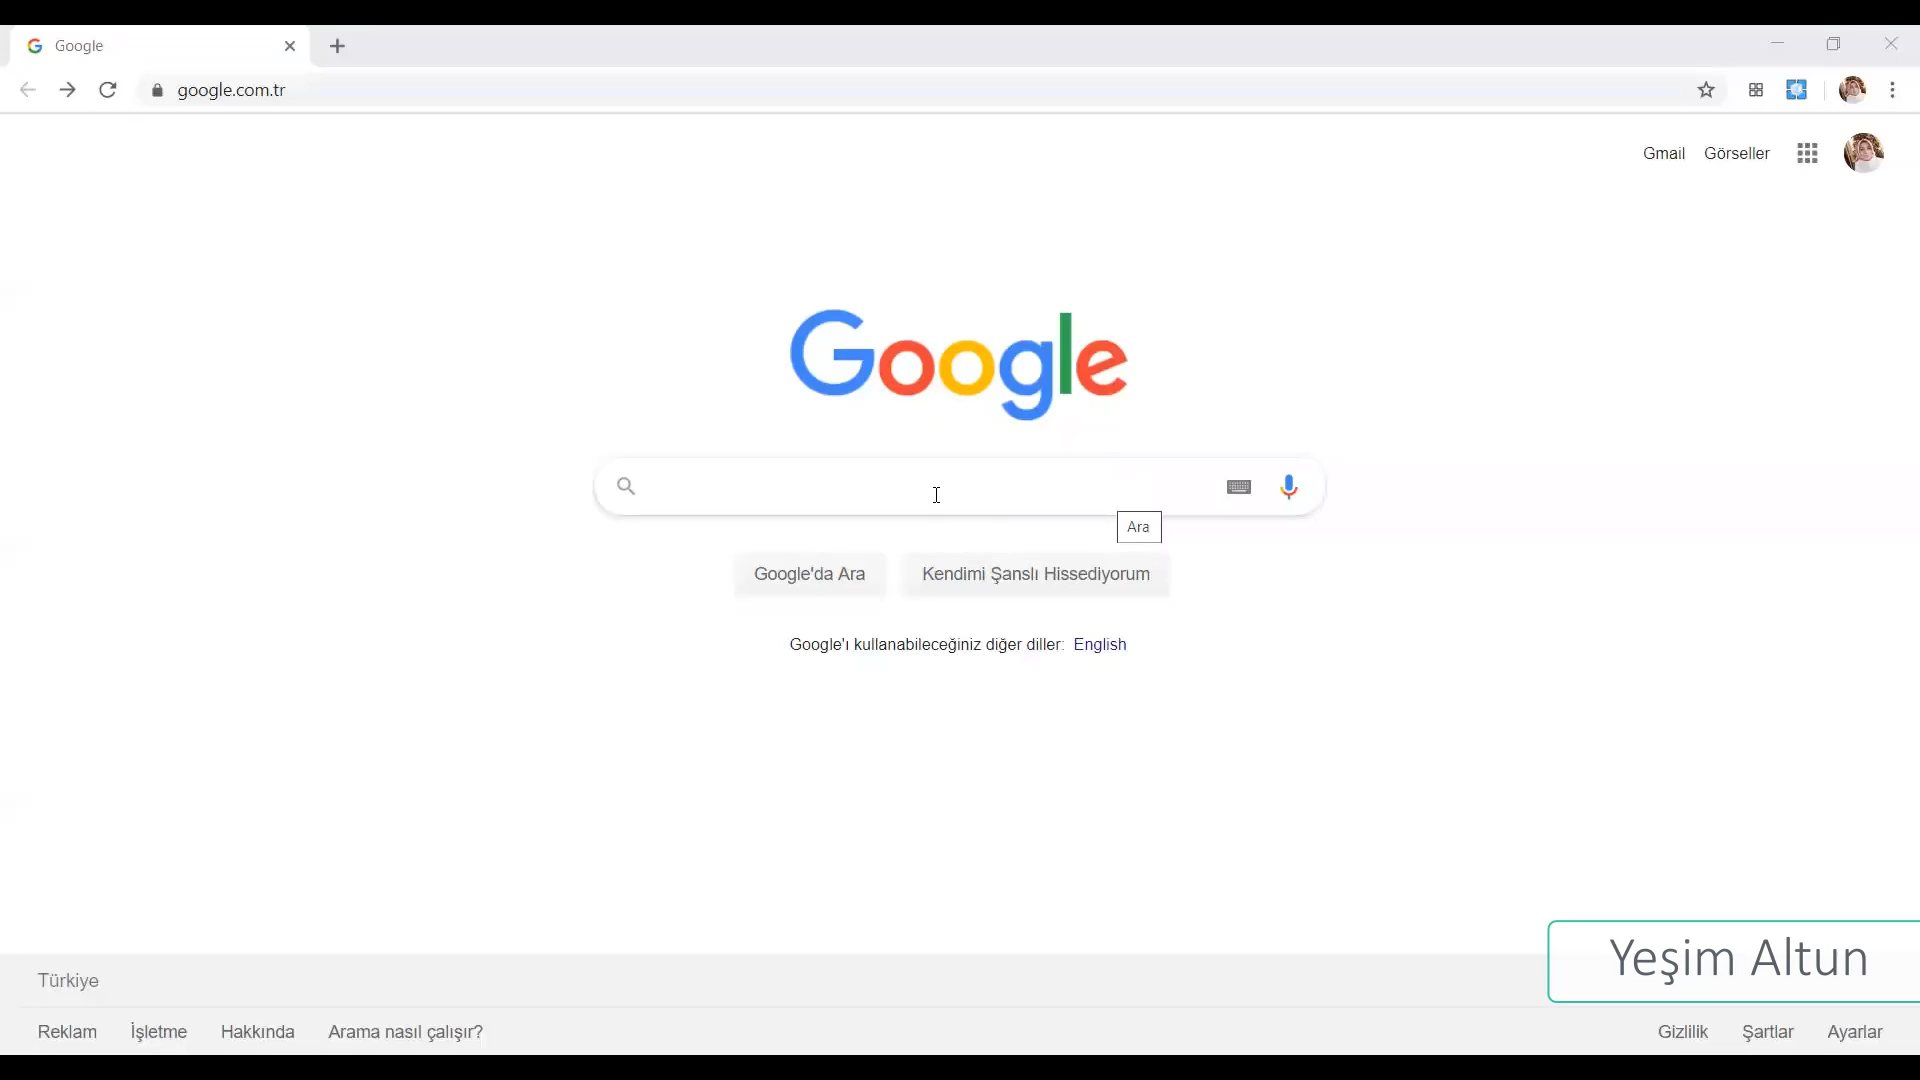 Google
google.com.tr
Gmail Görseller
Google
Ara
Google'da Ara Kendimi Şanslı Hissediyorum
Google'ı kullanabileceğiniz diğer diller: English
Yeşim Altun
Türkiye
Reklam İşletme Hakkında Arama nasıl çalışır? Gizlilik Şartlar Ayarlar